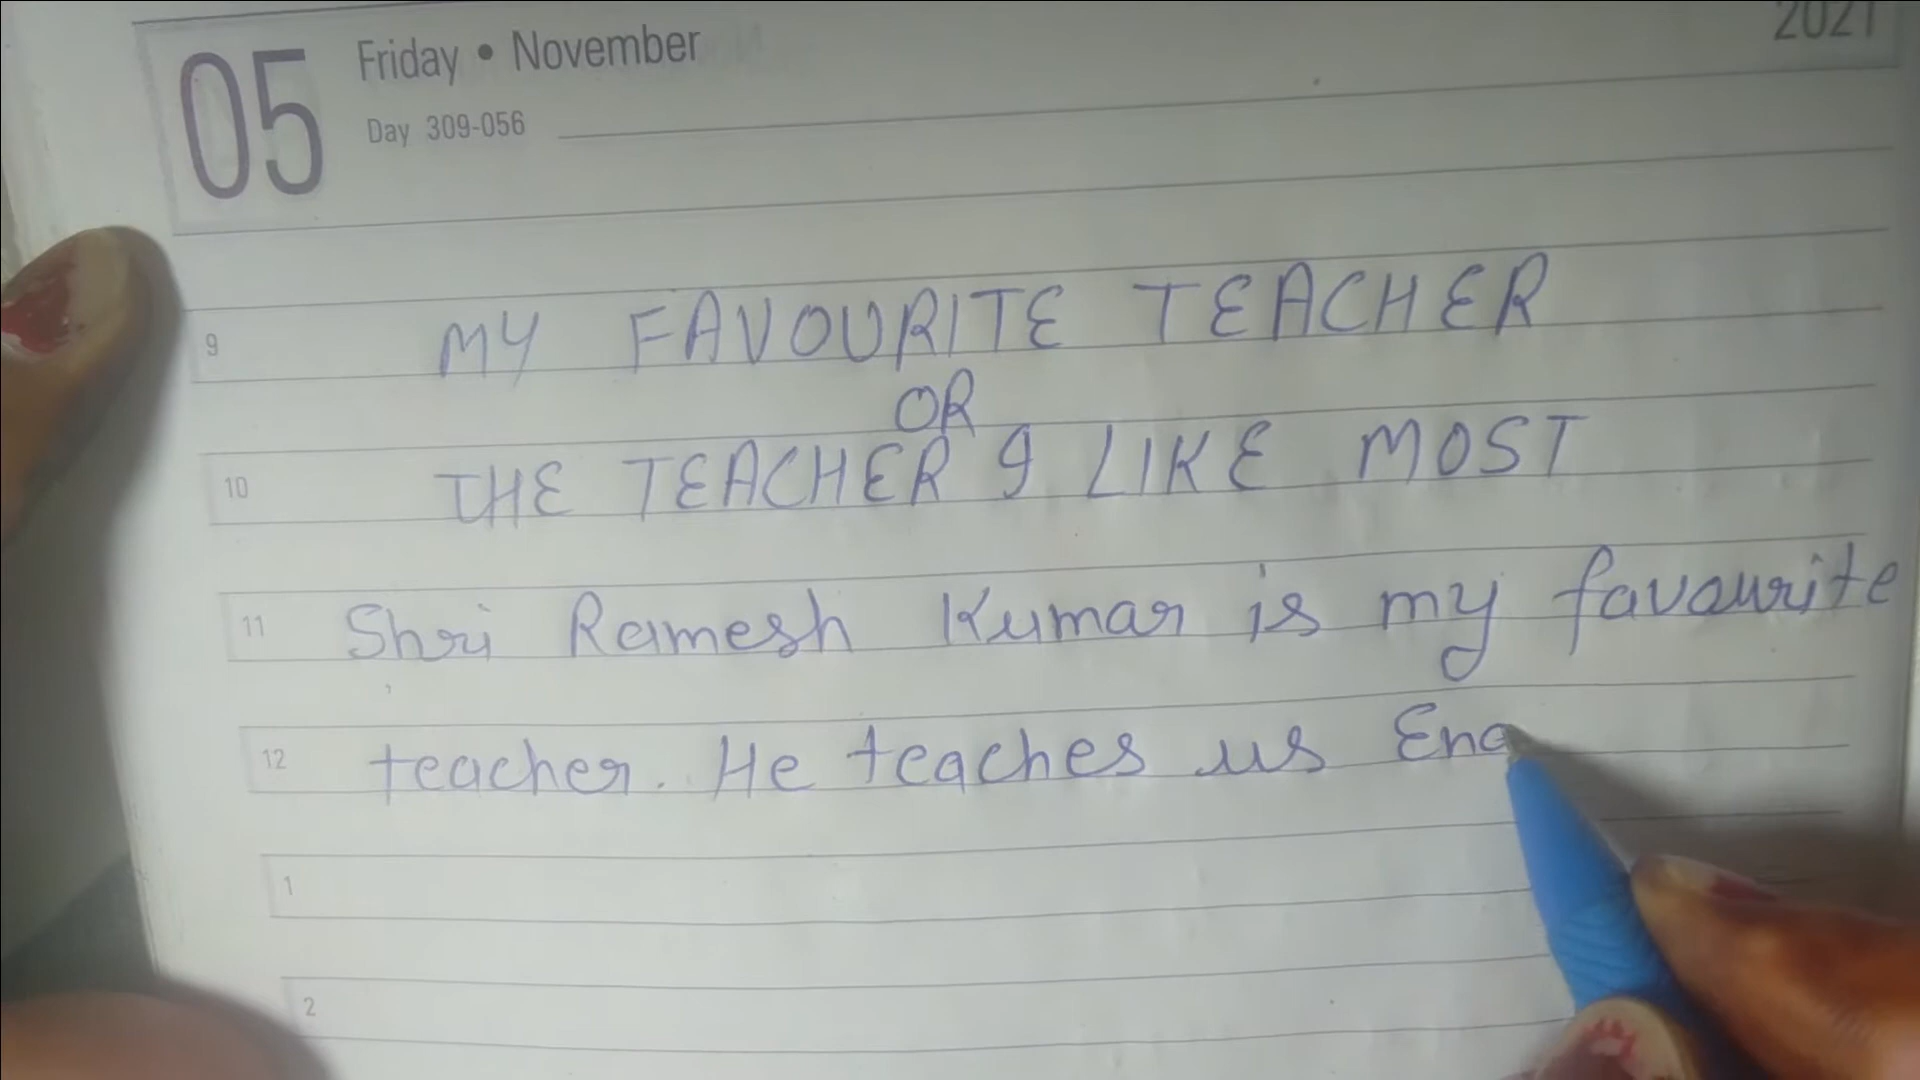 05 Friday • November 2021
Day 309-056
9 MY FAVOURITE TEACHER
OR
10 THE TEACHER I LIKE MOST
11 Shri Ramesh Kumar is my favourite
12 teacher. He teaches us Eng
1
2